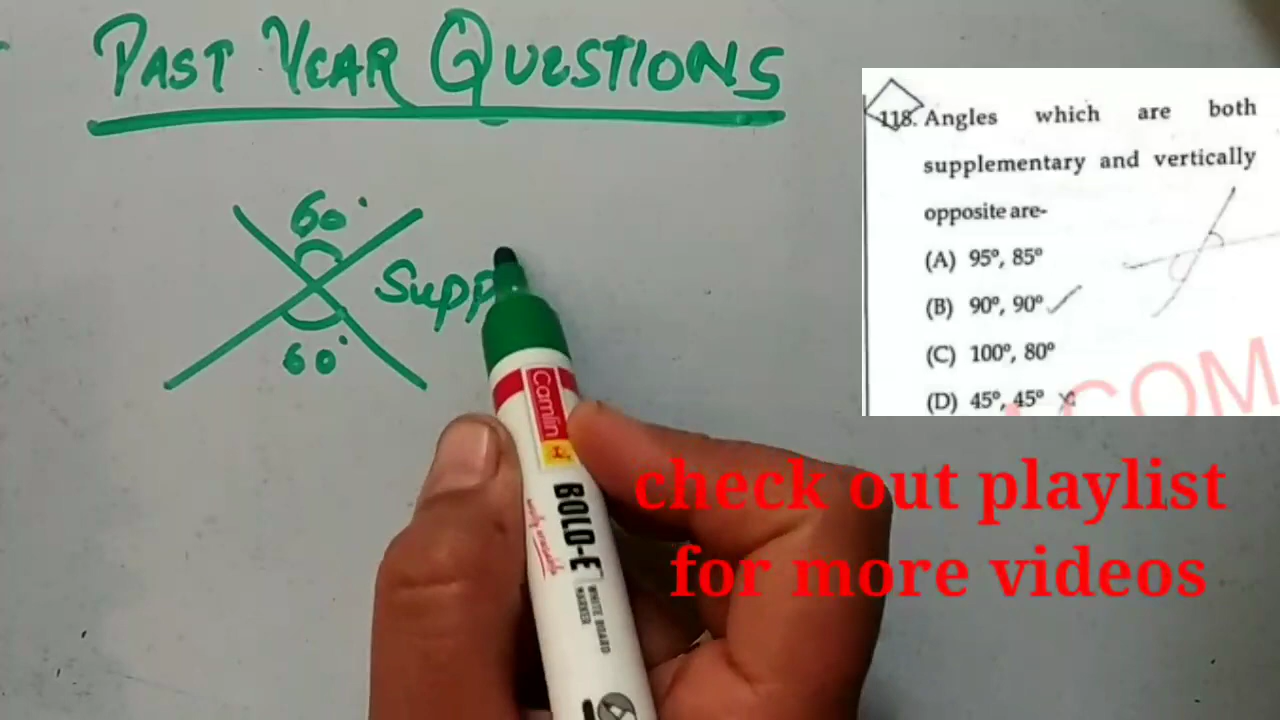 PAST YEAR QUESTIONS
60°
Supp
60°
118. Angles which are both
supplementary and vertically
opposite are-
(A) 95°, 85°
(B) 90°, 90°
(C) 100°, 80°
(D) 45°, 45°
.COM
check out playlist
for more videos
Camlin
BOLD-E
WHITE BOARD
MARKER